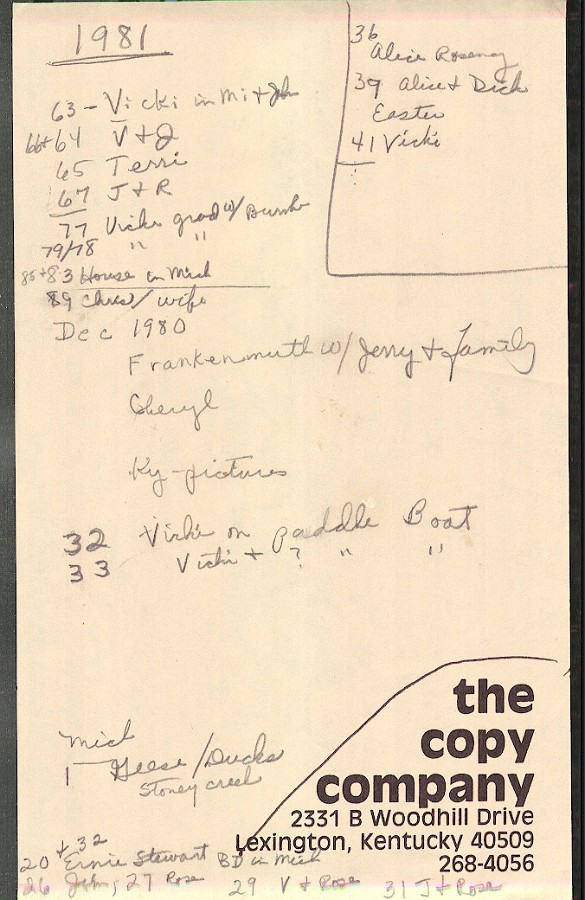 1981
63 - Vicki in Mi + John
66+64 V + J
65 Terri
67 J + R
77 Vicki grad w/
79/78 " "
85+83 House in Mich
89 Chris/wife
Dec 1980
Frankenmuth w/ Jerry + family
Cheryl
Ky-pictures
32 Vicki on Paddle Boat
33 Vicki + ? " "
36
Alice
39 Alice + Dick
Easter
41 Vicki
Mich
1 Geese/Ducks
Stoney creek
20 + 32
Ernie Stewart BD in Mich
26 John, 27 Rose 29 V + Rose 31 J + Rose
the
copy
company
2331 B Woodhill Drive
Lexington, Kentucky 40509
268-4056